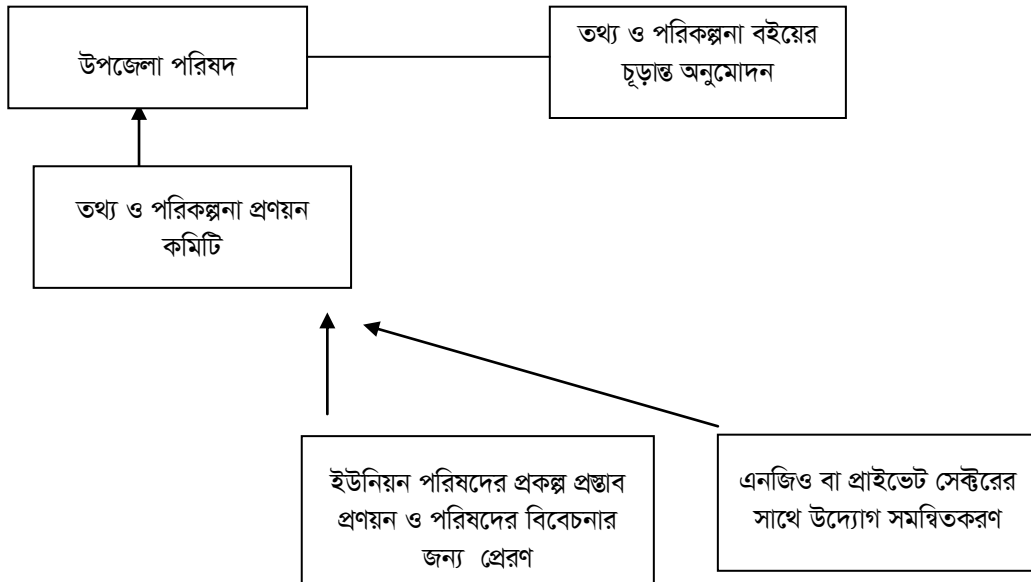 উপজেলা পরিষদ
তথ্য ও পরিকল্পনা বইয়ের
চূড়ান্ত অনুমোদন
তথ্য ও পরিকল্পনা প্রণয়ন
কমিটি
ইউনিয়ন পরিষদের প্রকল্প প্রস্তাব
প্রণয়ন ও পরিষদের বিবেচনার
জন্য প্রেরণ
এনজিও বা প্রাইভেট সেক্টরের
সাথে উদ্যোগ সমন্বিতকরণ